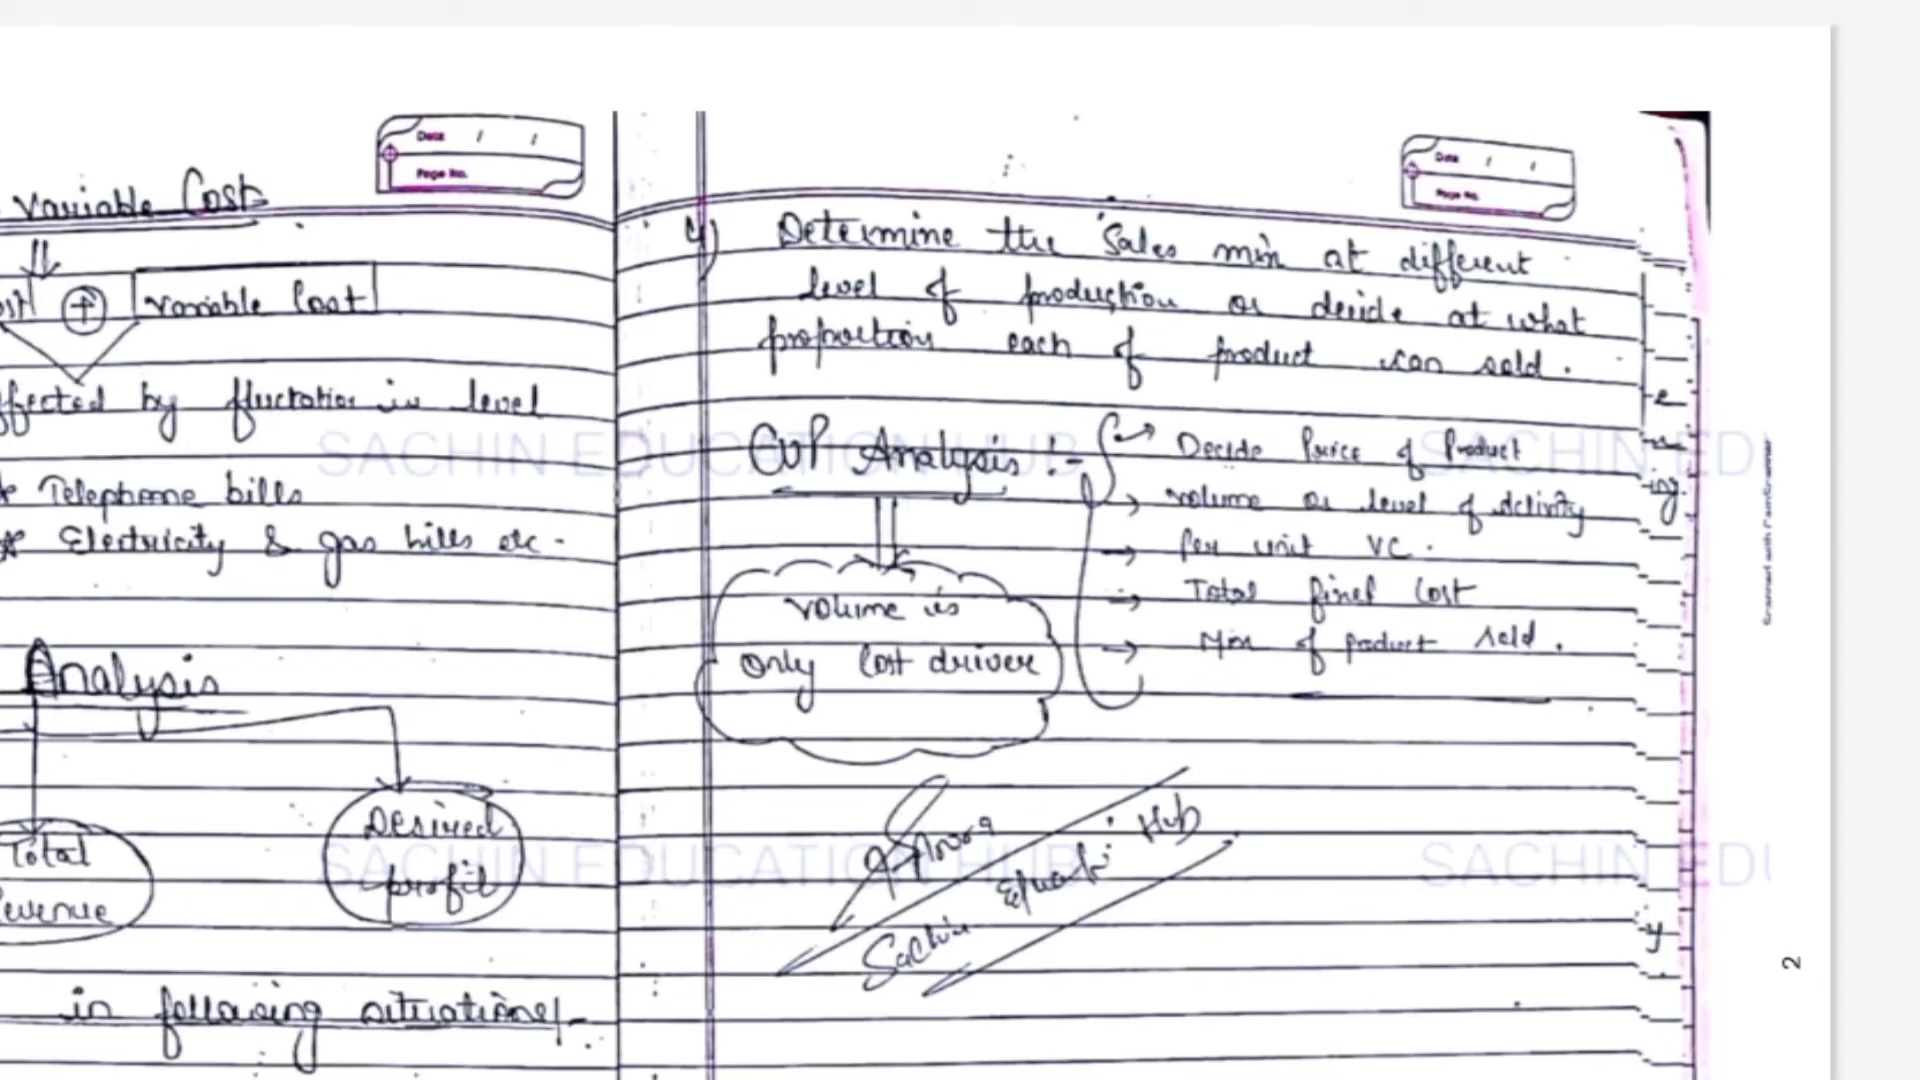 Variable Cost
Date / /
Page No.
+ variable Cost
ffected by fluctation in level
* Telephone bills
* Electricity & gas bills etc -
Analysis
Total
evenue
Desired
profit
in following situations:-
Date / /
Page No.
4) Determine the Sales mix at different
level of production or decide at what
proportion each of product can sold.
CVP Analysis :-
volume is
only Cost driver
→ Decide Price of Product
→ volume or level of Activity
→ Per unit VC.
→ Total fixed Cost
→ Mix of product sold.
Sachin Education Hub
SACHIN EDUCATION HUB
SACHIN EDU
SACHIN EDUCATION HUB
SACHIN EDU
Scanned with CamScanner
2